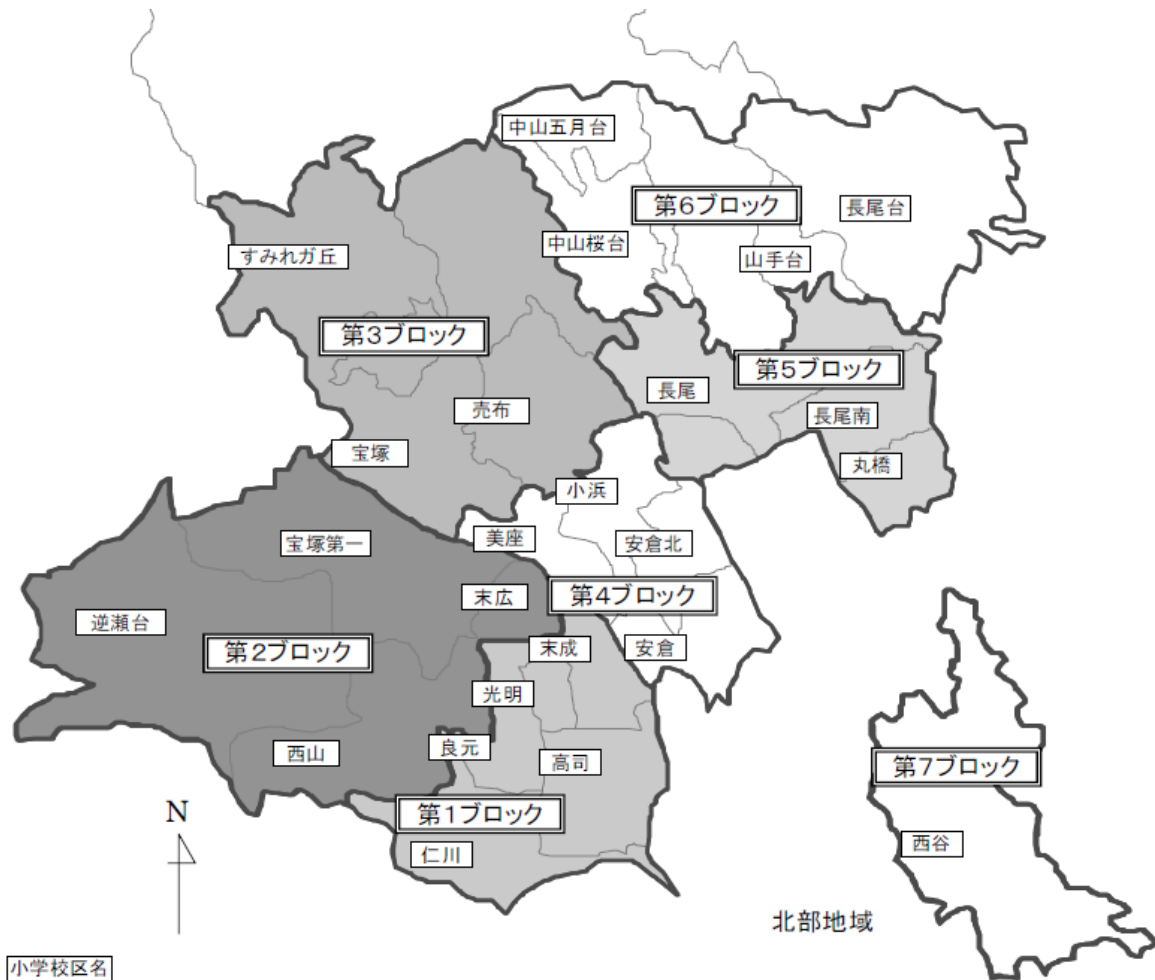 中山五月台
第6ブロック
長尾台
中山桜台
すみれガ丘
山手台
第3ブロック
第5ブロック
長尾
売布
長尾南
宝塚
丸橋
小浜
宝塚第一
美座
安倉北
末広
第4ブロック
逆瀬台
第2ブロック
末成
安倉
光明
西山
良元
高司
第7ブロック
N
第1ブロック
仁川
西谷
北部地域
小学校区名